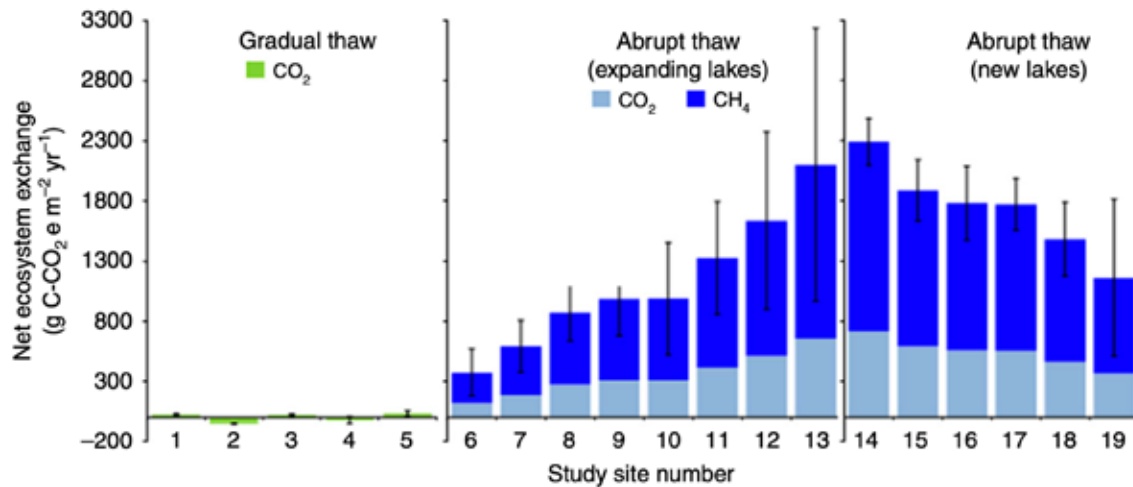 Net ecosystem exchange
(g C-CO₂ e m⁻² yr⁻¹)
3300
2800
2300
1800
1300
800
300
−200
Gradual thaw
CO₂
Abrupt thaw
(expanding lakes)
CO₂ CH₄
Abrupt thaw
(new lakes)
1 2 3 4 5 6 7 8 9 10 11 12 13 14 15 16 17 18 19
Study site number